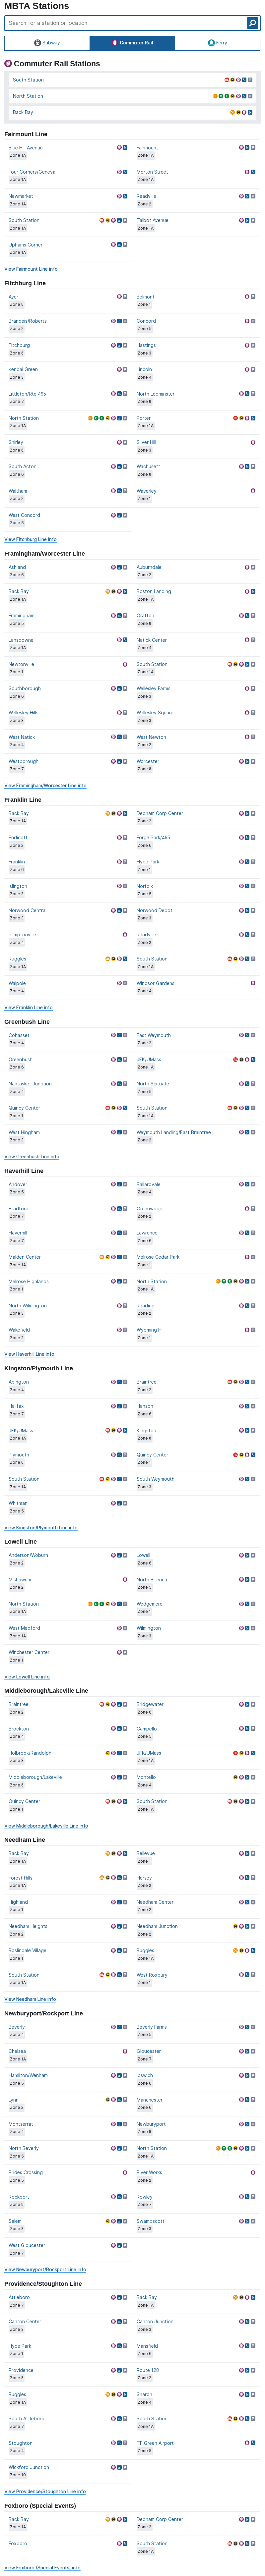 MBTA Stations
Search for a station or location
Subway
Commuter Rail
Ferry
Commuter Rail Stations
South Station
North Station
Back Bay
Fairmount Line
Blue Hill Avenue
Zone 1A
Fairmount
Zone 1A
Four Corners/Geneva
Zone 1A
Morton Street
Zone 1A
Newmarket
Zone 1A
Readville
Zone 2
South Station
Zone 1A
Talbot Avenue
Zone 1A
Uphams Corner
Zone 1A
View Fairmount Line info
Fitchburg Line
Ayer
Zone 8
Belmont
Zone 1
Brandeis/Roberts
Zone 2
Concord
Zone 5
Fitchburg
Zone 8
Hastings
Zone 3
Kendal Green
Zone 3
Lincoln
Zone 4
Littleton/Rte 495
Zone 7
North Leominster
Zone 8
North Station
Zone 1A
Porter
Zone 1A
Shirley
Zone 8
Silver Hill
Zone 3
South Acton
Zone 6
Wachusett
Zone 8
Waltham
Zone 2
Waverley
Zone 1
West Concord
Zone 5
View Fitchburg Line info
Framingham/Worcester Line
Ashland
Zone 6
Auburndale
Zone 2
Back Bay
Zone 1A
Boston Landing
Zone 1A
Framingham
Zone 5
Grafton
Zone 8
Lansdowne
Zone 1A
Natick Center
Zone 4
Newtonville
Zone 1
South Station
Zone 1A
Southborough
Zone 6
Wellesley Farms
Zone 3
Wellesley Hills
Zone 3
Wellesley Square
Zone 3
West Natick
Zone 4
West Newton
Zone 2
Westborough
Zone 7
Worcester
Zone 8
View Framingham/Worcester Line info
Franklin Line
Back Bay
Zone 1A
Dedham Corp Center
Zone 2
Endicott
Zone 2
Forge Park/495
Zone 6
Franklin
Zone 6
Hyde Park
Zone 1
Islington
Zone 3
Norfolk
Zone 5
Norwood Central
Zone 3
Norwood Depot
Zone 3
Plimptonville
Zone 4
Readville
Zone 2
Ruggles
Zone 1A
South Station
Zone 1A
Walpole
Zone 4
Windsor Gardens
Zone 4
View Franklin Line info
Greenbush Line
Cohasset
Zone 4
East Weymouth
Zone 2
Greenbush
Zone 6
JFK/UMass
Zone 1A
Nantasket Junction
Zone 4
North Scituate
Zone 5
Quincy Center
Zone 1
South Station
Zone 1A
West Hingham
Zone 3
Weymouth Landing/East Braintree
Zone 2
View Greenbush Line info
Haverhill Line
Andover
Zone 5
Ballardvale
Zone 4
Bradford
Zone 7
Greenwood
Zone 2
Haverhill
Zone 7
Lawrence
Zone 6
Malden Center
Zone 1A
Melrose Cedar Park
Zone 1
Melrose Highlands
Zone 1
North Station
Zone 1A
North Wilmington
Zone 3
Reading
Zone 2
Wakefield
Zone 2
Wyoming Hill
Zone 1
View Haverhill Line info
Kingston/Plymouth Line
Abington
Zone 4
Braintree
Zone 2
Halifax
Zone 7
Hanson
Zone 6
JFK/UMass
Zone 1A
Kingston
Zone 8
Plymouth
Zone 8
Quincy Center
Zone 1
South Station
Zone 1A
South Weymouth
Zone 3
Whitman
Zone 5
View Kingston/Plymouth Line info
Lowell Line
Anderson/Woburn
Zone 2
Lowell
Zone 6
Mishawum
Zone 2
North Billerica
Zone 5
North Station
Zone 1A
Wedgemere
Zone 1
West Medford
Zone 1A
Wilmington
Zone 3
Winchester Center
Zone 1
View Lowell Line info
Middleborough/Lakeville Line
Braintree
Zone 2
Bridgewater
Zone 6
Brockton
Zone 4
Campello
Zone 5
Holbrook/Randolph
Zone 3
JFK/UMass
Zone 1A
Middleborough/Lakeville
Zone 8
Montello
Zone 4
Quincy Center
Zone 1
South Station
Zone 1A
View Middleborough/Lakeville Line info
Needham Line
Back Bay
Zone 1A
Bellevue
Zone 1
Forest Hills
Zone 1A
Hersey
Zone 2
Highland
Zone 1
Needham Center
Zone 2
Needham Heights
Zone 2
Needham Junction
Zone 2
Roslindale Village
Zone 1
Ruggles
Zone 1A
South Station
Zone 1A
West Roxbury
Zone 1
View Needham Line info
Newburyport/Rockport Line
Beverly
Zone 4
Beverly Farms
Zone 5
Chelsea
Zone 1A
Gloucester
Zone 7
Hamilton/Wenham
Zone 5
Ipswich
Zone 6
Lynn
Zone 2
Manchester
Zone 6
Montserrat
Zone 4
Newburyport
Zone 8
North Beverly
Zone 5
North Station
Zone 1A
Prides Crossing
Zone 5
River Works
Zone 2
Rockport
Zone 8
Rowley
Zone 7
Salem
Zone 3
Swampscott
Zone 3
West Gloucester
Zone 7
View Newburyport/Rockport Line info
Providence/Stoughton Line
Attleboro
Zone 7
Back Bay
Zone 1A
Canton Center
Zone 3
Canton Junction
Zone 3
Hyde Park
Zone 1
Mansfield
Zone 6
Providence
Zone 8
Route 128
Zone 2
Ruggles
Zone 1A
Sharon
Zone 4
South Attleboro
Zone 7
South Station
Zone 1A
Stoughton
Zone 4
TF Green Airport
Zone 9
Wickford Junction
Zone 10
View Providence/Stoughton Line info
Foxboro (Special Events)
Back Bay
Zone 1A
Dedham Corp Center
Zone 2
Foxboro
South Station
Zone 1A
View Foxboro (Special Events) info